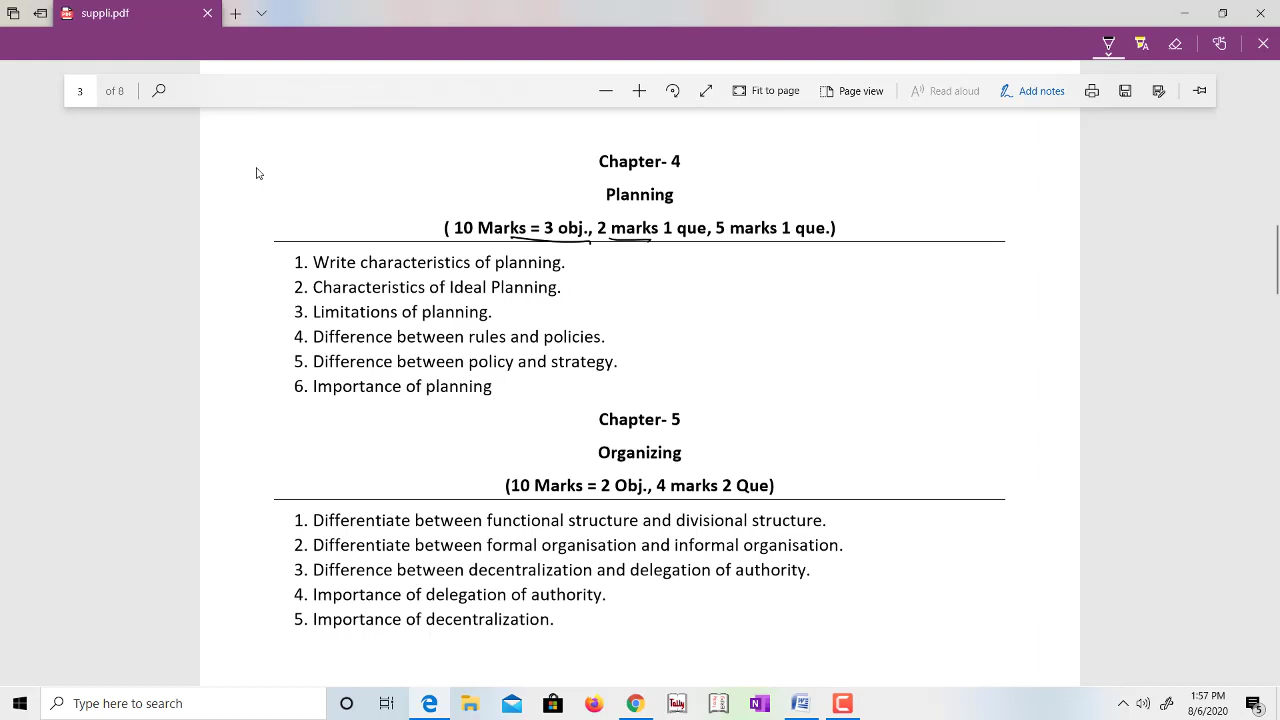 suppli.pdf
3 of 8 Fit to page Page view Read aloud Add notes
Chapter- 4
Planning
( 10 Marks = 3 obj., 2 marks 1 que, 5 marks 1 que.)
1. Write characteristics of planning.
2. Characteristics of Ideal Planning.
3. Limitations of planning.
4. Difference between rules and policies.
5. Difference between policy and strategy.
6. Importance of planning
Chapter- 5
Organizing
(10 Marks = 2 Obj., 4 marks 2 Que)
1. Differentiate between functional structure and divisional structure.
2. Differentiate between formal organisation and informal organisation.
3. Difference between decentralization and delegation of authority.
4. Importance of delegation of authority.
5. Importance of decentralization.
Type here to search
1:57 PM
8/6/2020